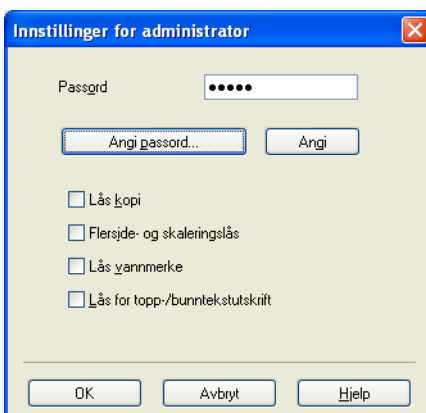 Innstillinger for administrator
Passord •••••
Angi passord... Angi
Lås kopi
Flerside- og skaleringslås
Lås vannmerke
Lås for topp-/bunntekstutskrift
OK Avbryt Hjelp